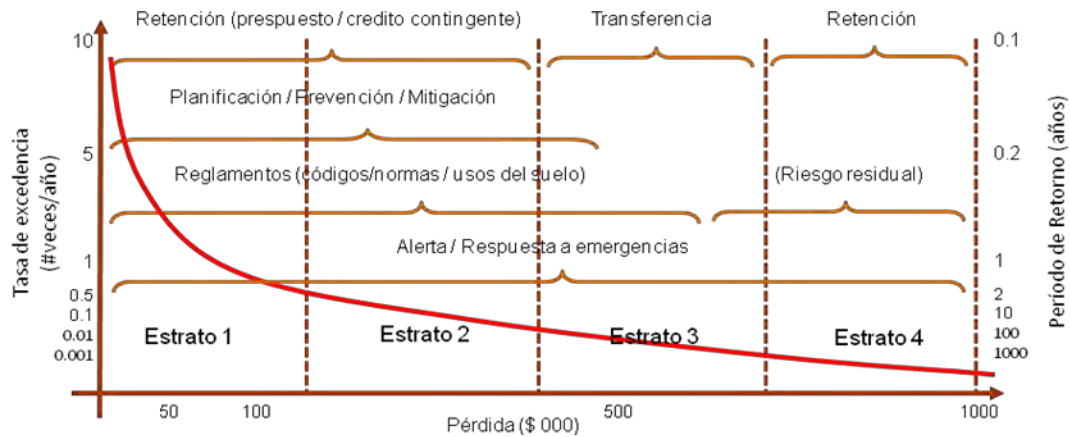 Retención (prespuesto / credito contingente)
Transferencia
Retención
10
0.1
Planificación / Prevención / Mitigación
5
0.2
Reglamentos (códigos/normas / usos del suelo)
(Riesgo residual)
Alerta / Respuesta a emergencias
1
1
0.5
2
0.1
10
0.01
100
0.001
1000
Estrato 1
Estrato 2
Estrato 3
Estrato 4
Tasa de excedencia
(#veces/año)
Período de Retorno (años)
50
100
500
1000
Pérdida ($ 000)